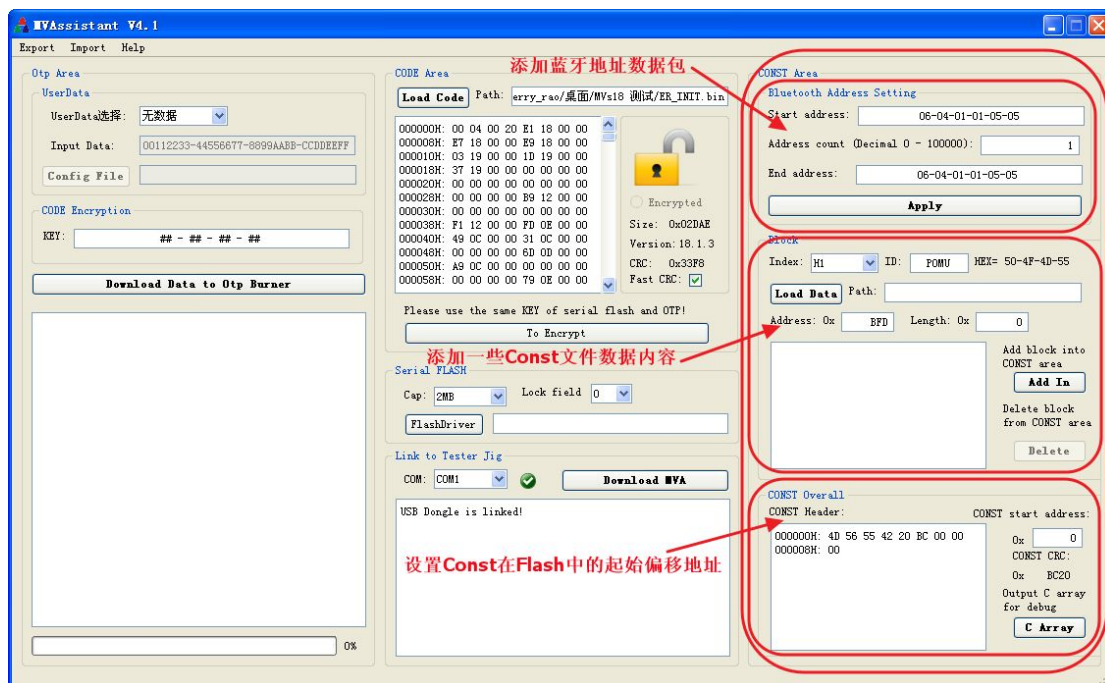 MVAssistant V4.1
Export Import Help
Otp Area
UserData
UserData选择: 无数据
Input Data: 00112233-44556677-8899AABB-CCDDEEFF
Config File
CODE Encryption
KEY: ## - ## - ## - ##
Download Data to Otp Burner
0%
CODE Area
Load Code Path: erry_rao/桌面/MVs18 测试/ER_INIT.bin
000000H: 00 04 00 20 E1 18 00 00
000008H: E7 18 00 00 E9 18 00 00
000010H: 03 19 00 00 1D 19 00 00
000018H: 37 19 00 00 00 00 00 00
000020H: 00 00 00 00 00 00 00 00
000028H: 00 00 00 00 B9 12 00 00
000030H: 00 00 00 00 00 00 00 00
000038H: F1 12 00 00 FD 0E 00 00
000040H: 49 0C 00 00 31 0C 00 00
000048H: 00 00 00 00 6D 0D 00 00
000050H: A9 0C 00 00 00 00 00 00
000058H: 00 00 00 00 79 0E 00 00
Encrypted
Size: 0x02DAE
Version: 18.1.3
CRC: 0x33F8
Fast CRC:
Please use the same KEY of serial flash and OTP!
To Encrypt
Serial FLASH
Cap: 2MB Lock field 0
FlashDriver
Link to Tester Jig
COM: COM1 Download MVA
USB Dongle is linked!
添加蓝牙地址数据包
添加一些Const文件数据内容
设置Const在Flash中的起始偏移地址
CONST Area
Bluetooth Address Setting
Start address: 06-04-01-01-05-05
Address count (Decimal 0 - 100000): 1
End address: 06-04-01-01-05-05
Apply
Block
Index: H1 ID: POMU HEX= 50-4F-4D-55
Load Data Path:
Address: 0x BFD Length: 0x 0
Add block into
CONST area
Add In
Delete block
from CONST area
Delete
CONST Overall
CONST Header: CONST start address:
000000H: 4D 56 55 42 20 BC 00 00
000008H: 00
0x 0
CONST CRC:
0x BC20
Output C array
for debug
C Array